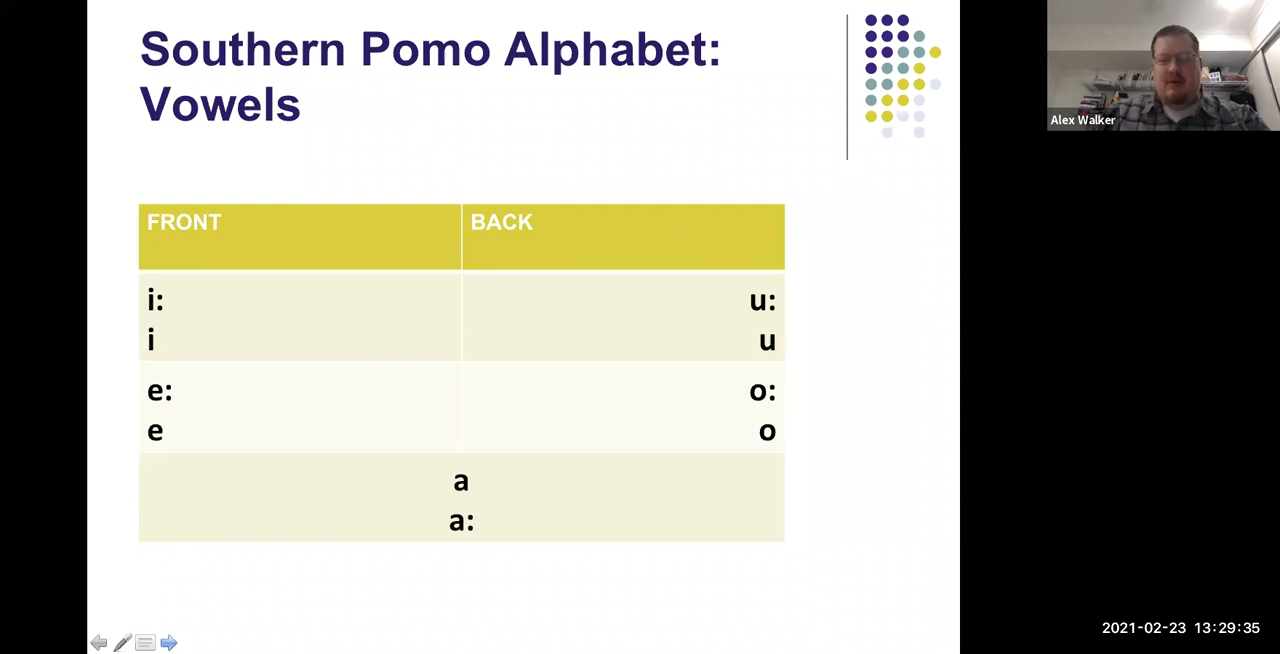 Southern Pomo Alphabet:
Vowels
Alex Walker
FRONT BACK
i: u:
i u
e: o:
e o
a
a:
2021-02-23 13:29:35